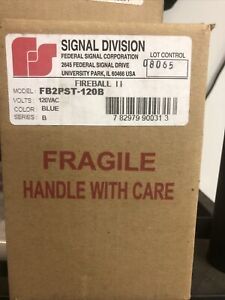 SIGNAL DIVISION
FEDERAL SIGNAL CORPORATION
2645 FEDERAL SIGNAL DRIVE
UNIVERSITY PARK, IL 60466 USA
LOT CONTROL
08065
FIREBALL II
MODEL: FB2PST-120B
VOLTS: 120VAC
COLOR: BLUE
SERIES: B
7 82979 90031 3
FRAGILE
HANDLE WITH CARE